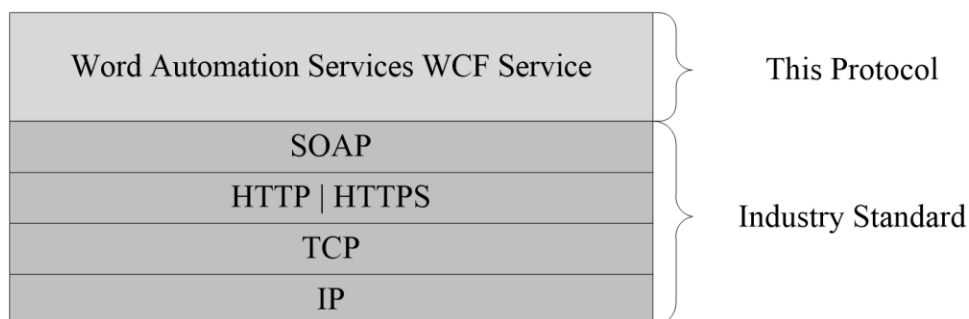 Word Automation Services WCF Service
This Protocol
SOAP
HTTP | HTTPS
Industry Standard
TCP
IP